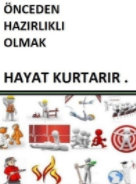 ÖNCEDEN
HAZIRLIKLI
OLMAK
HAYAT KURTARIR .